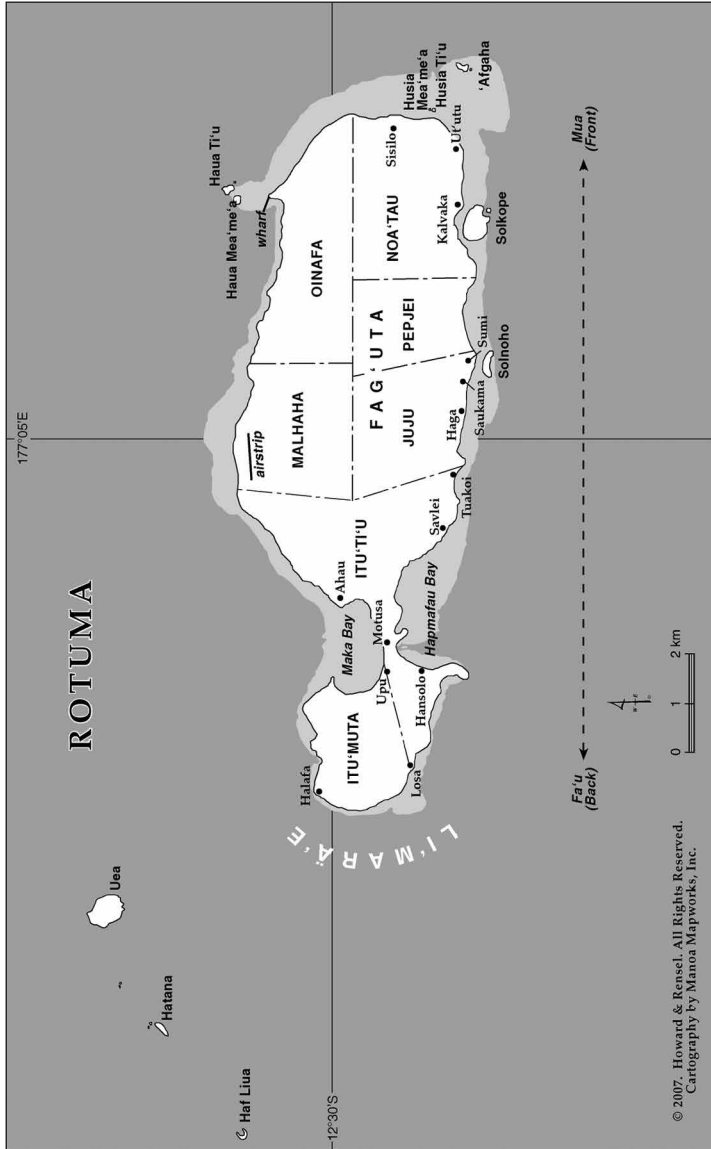 ROTUMA
177°05'E
12°30'S
Uea
Hatana
Haf Liua
Haua Ti‘u
Haua Mea‘me‘a
wharf
OINAFA
MALHAHA
airstrip
Husia
Mea‘me‘a
Husia Ti‘u
‘Afgaha
Sisilo
Ut‘utu
NOA‘TAU
Kalvaka
Solkope
FAG‘UTA
PEPJEI
JUJU
Sumi
Solnoho
Saukama
Haga
Tuakoi
Savlei
ITU‘TI‘U
Ahau
Maka Bay
Motusa
Hapmafau Bay
Upu
Hansolo
ITU‘MUTA
Halafa
Losa
LI‘MARÄ‘E
Fa‘u
(Back)
Mua
(Front)
0 1 2 km
© 2007. Howard & Rensel. All Rights Reserved.
Cartography by Manoa Mapworks, Inc.